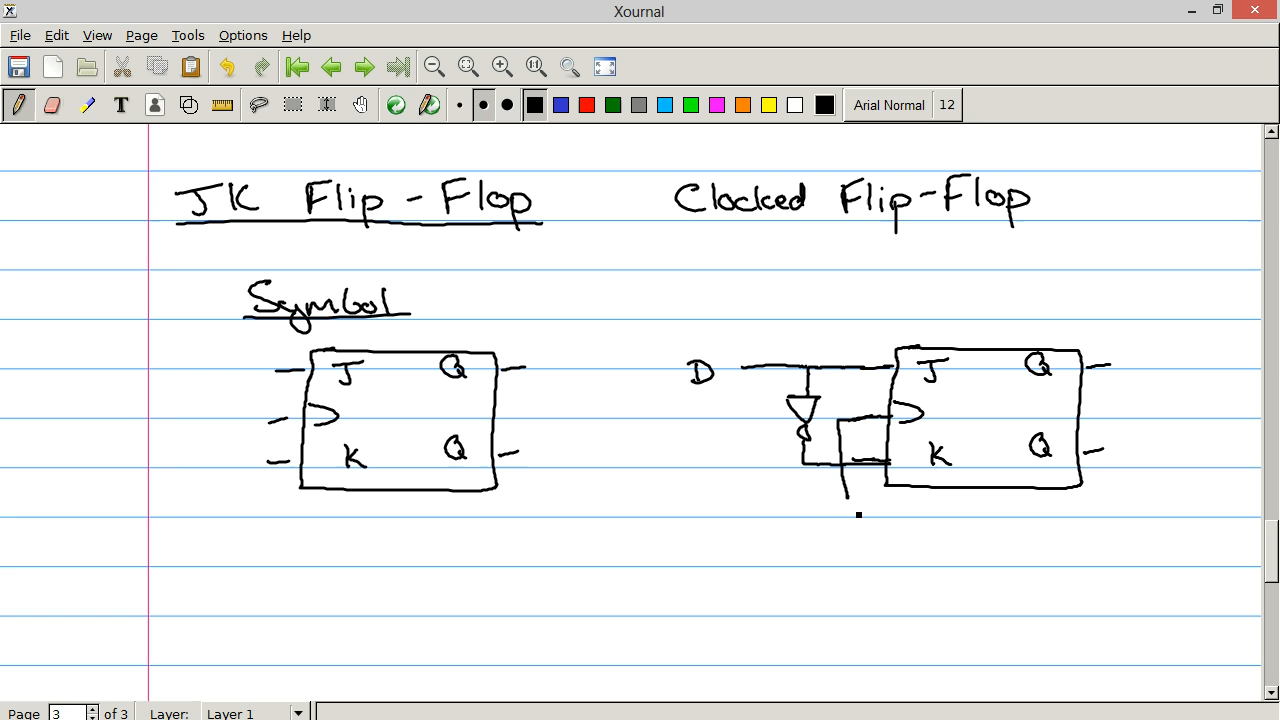 Xournal
File Edit View Page Tools Options Help
T Arial Normal 12
JK Flip-Flop Clocked Flip-Flop
Symbol
J Q D J Q
K Q K Q
Page 3 of 3 Layer: Layer 1